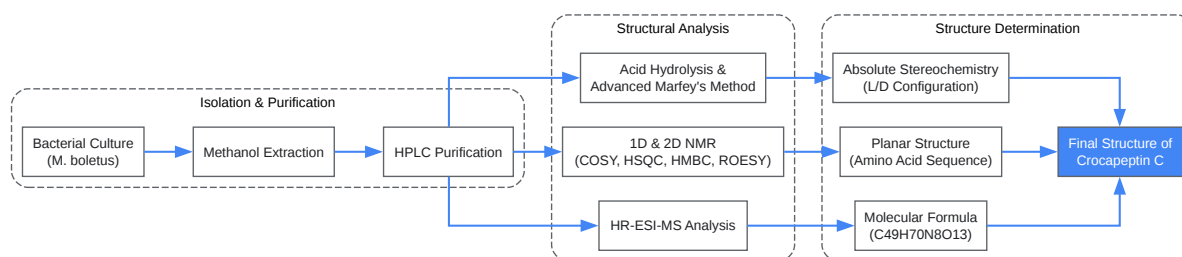 Structural Analysis
Structure Determination
Acid Hydrolysis &
Advanced Marfey's Method
Absolute Stereochemistry
(L/D Configuration)
Isolation & Purification
Bacterial Culture
(M. boletus)
Methanol Extraction
HPLC Purification
1D & 2D NMR
(COSY, HSQC, HMBC, ROESY)
Planar Structure
(Amino Acid Sequence)
Final Structure of
Crocapeptin C
HR-ESI-MS Analysis
Molecular Formula
(C49H70N8O13)